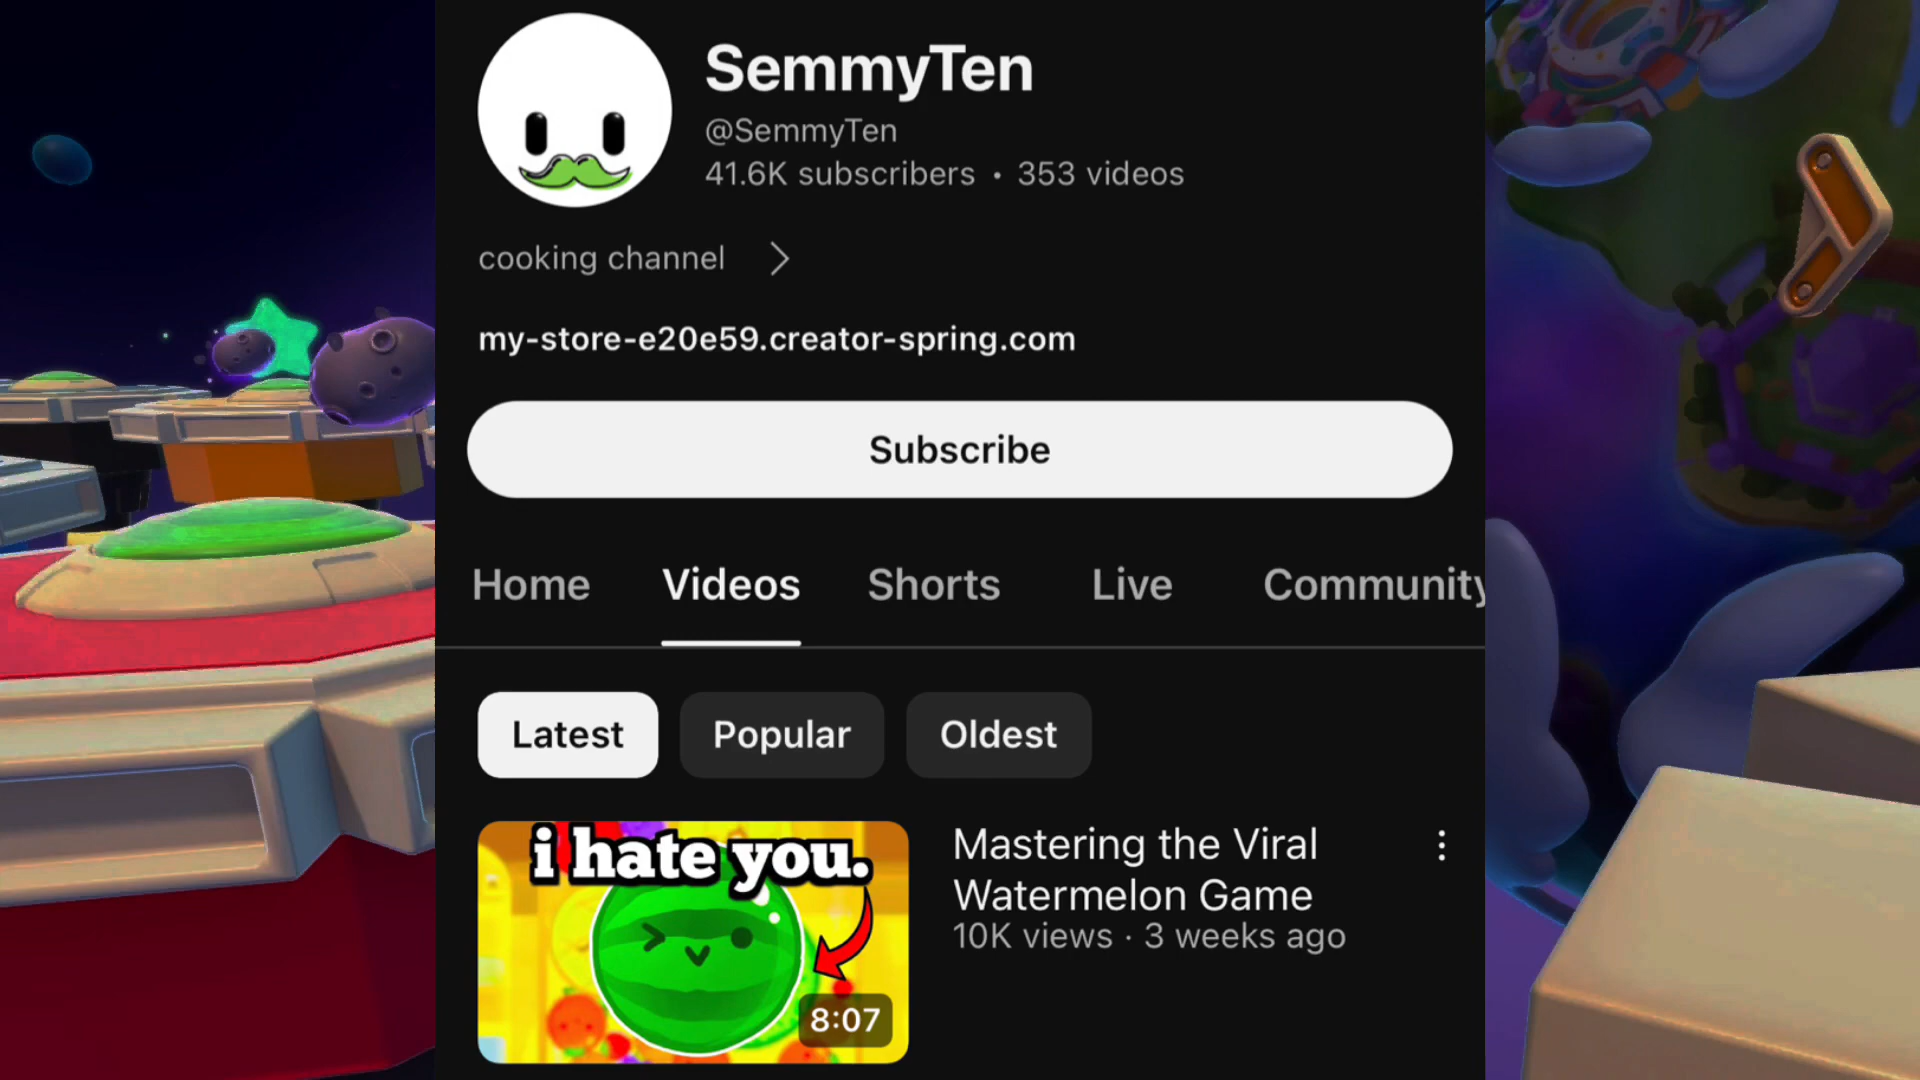 SemmyTen
@SemmyTen
41.6K subscribers • 353 videos
cooking channel
my-store-e20e59.creator-spring.com
Subscribe
Home Videos Shorts Live Community
Latest Popular Oldest
i hate you.
8:07
Mastering the Viral
Watermelon Game
10K views · 3 weeks ago